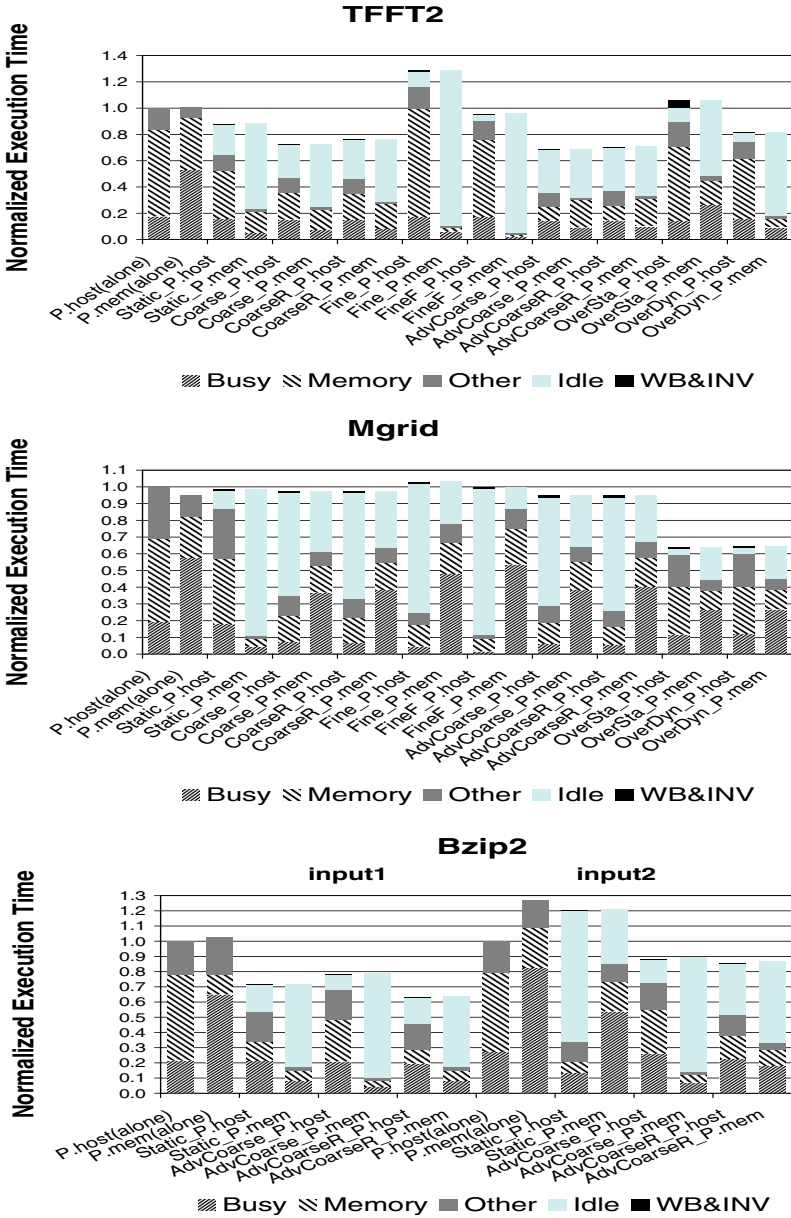 TFFT2
Normalized Execution Time
1.4
1.2
1.0
0.8
0.6
0.4
0.2
0.0
P.host(alone)
P.mem(alone)
Static_P.host
Static_P.mem
Coarse_P.host
Coarse_P.mem
CoarseR_P.host
CoarseR_P.mem
Fine_P.host
Fine_P.mem
FineF_P.host
FineF_P.mem
AdvCoarse_P.host
AdvCoarse_P.mem
AdvCoarseR_P.host
AdvCoarseR_P.mem
OverSta_P.host
OverSta_P.mem
OverDyn_P.host
OverDyn_P.mem
Busy Memory Other Idle WB&INV
Mgrid
Normalized Execution Time
1.1
1.0
0.9
0.8
0.7
0.6
0.5
0.4
0.3
0.2
0.1
0.0
P.host(alone)
P.mem(alone)
Static_P.host
Static_P.mem
Coarse_P.host
Coarse_P.mem
CoarseR_P.host
CoarseR_P.mem
Fine_P.host
Fine_P.mem
FineF_P.host
FineF_P.mem
AdvCoarse_P.host
AdvCoarse_P.mem
AdvCoarseR_P.host
AdvCoarseR_P.mem
OverSta_P.host
OverSta_P.mem
OverDyn_P.host
OverDyn_P.mem
Busy Memory Other Idle WB&INV
Bzip2
input1 input2
Normalized Execution Time
1.3
1.2
1.1
1.0
0.9
0.8
0.7
0.6
0.5
0.4
0.3
0.2
0.1
0.0
P.host(alone)
P.mem(alone)
Static_P.host
Static_P.mem
AdvCoarse_P.host
AdvCoarse_P.mem
AdvCoarseR_P.host
AdvCoarseR_P.mem
P.host(alone)
P.mem(alone)
Static_P.host
Static_P.mem
AdvCoarse_P.host
AdvCoarse_P.mem
AdvCoarseR_P.host
AdvCoarseR_P.mem
Busy Memory Other Idle WB&INV